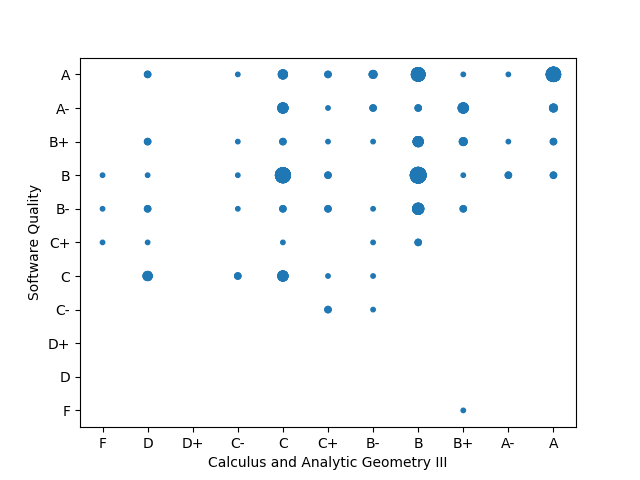 A
A-
B+
B
B-
C+
C
C-
D+
D
F
Software Quality
F D D+ C- C C+ B- B B+ A- A
Calculus and Analytic Geometry III